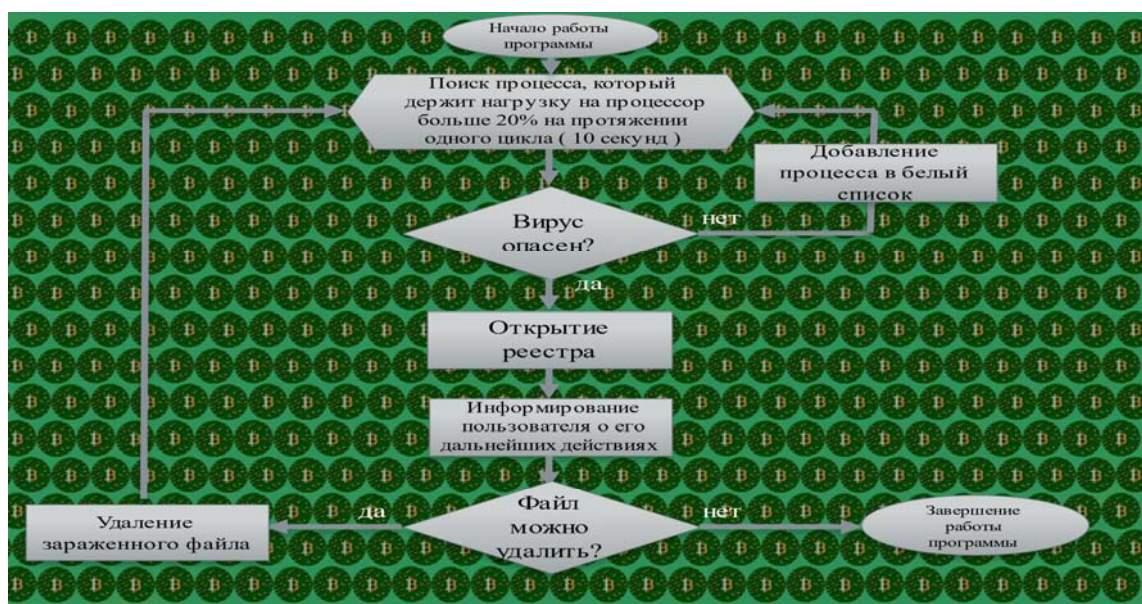 Начало работы
программы
Поиск процесса, который
держит нагрузку на процессор
больше 20% на протяжении
одного цикла ( 10 секунд )
Добавление
процесса в белый
список
Вирус
опасен?
нет
да
Открытие
реестра
Информирование
пользователя о его
дальнейших действиях
Файл
можно
удалить?
да
нет
Удаление
зараженного файла
Завершение
работы
программы